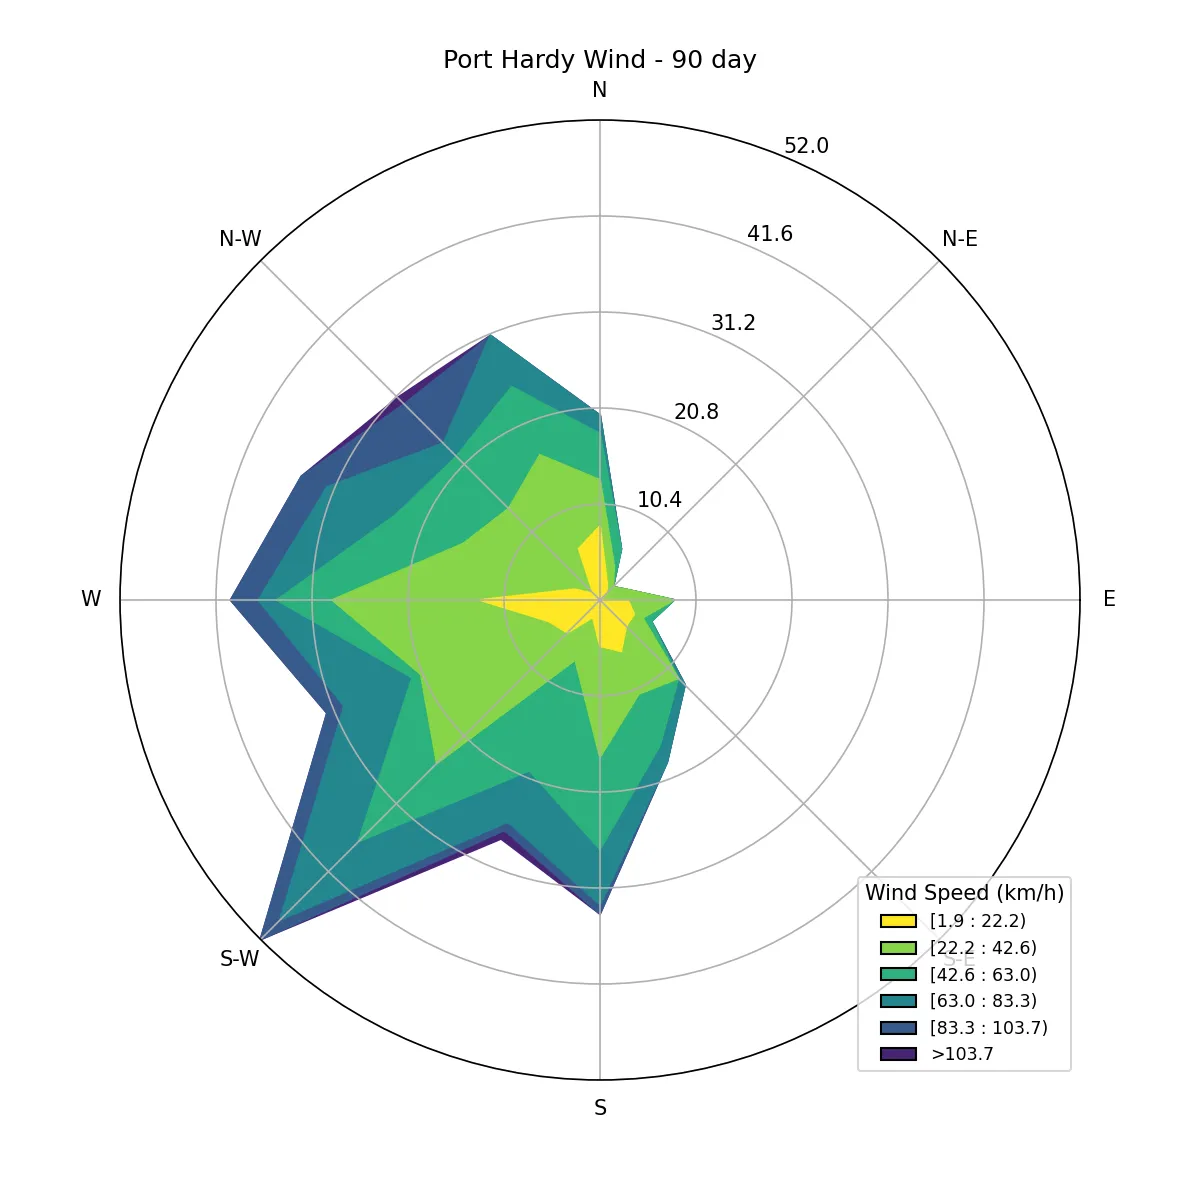 Port Hardy Wind - 90 day
N
52.0
N-W
41.6
N-E
31.2
20.8
10.4
W
E
S-W
S-E
S
Wind Speed (km/h)
[1.9 : 22.2)
[22.2 : 42.6)
[42.6 : 63.0)
[63.0 : 83.3)
[83.3 : 103.7)
>103.7